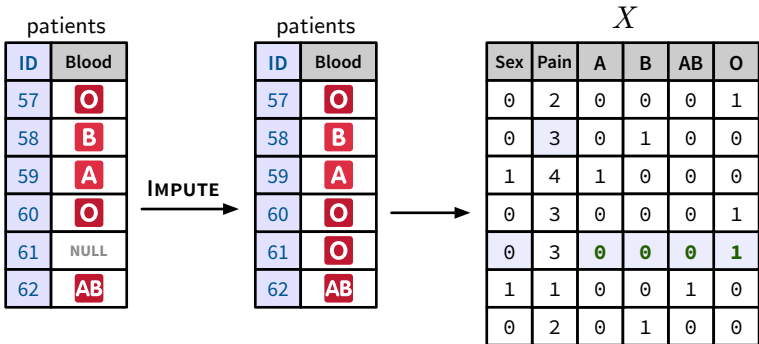 patients
ID Blood
57 O
58 B
59 A
60 O
61 NULL
62 AB
IMPUTE
patients
ID Blood
57 O
58 B
59 A
60 O
61 O
62 AB
X
Sex Pain A B AB O
0 2 0 0 0 1
0 3 0 1 0 0
1 4 1 0 0 0
0 3 0 0 0 1
0 3 0 0 0 1
1 1 0 0 1 0
0 2 0 1 0 0